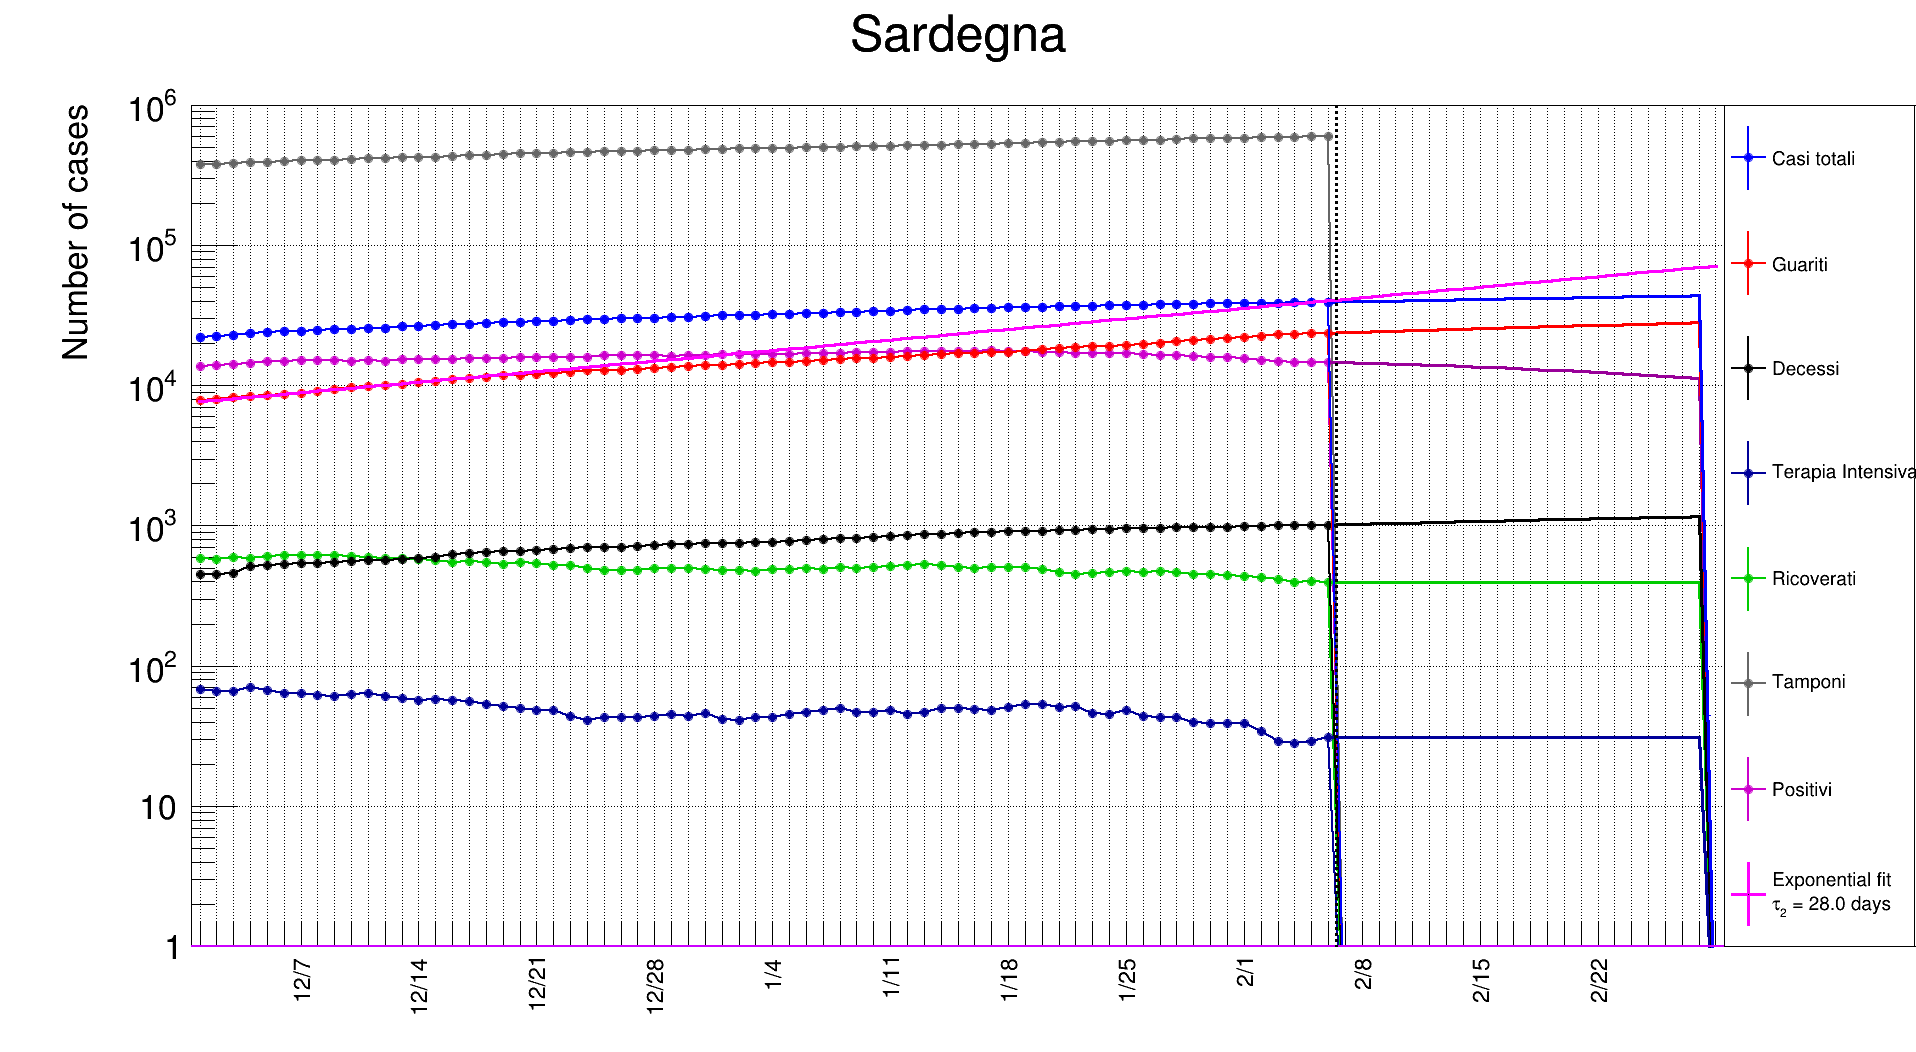 Sardegna
Number of cases
10^6
10^5
10^4
10^3
10^2
10
1
12/7
12/14
12/21
12/28
1/4
1/11
1/18
1/25
2/1
2/8
2/15
2/22
Casi totali
Guariti
Decessi
Terapia Intensiva
Ricoverati
Tamponi
Positivi
Exponential fit
τ_2 = 28.0 days